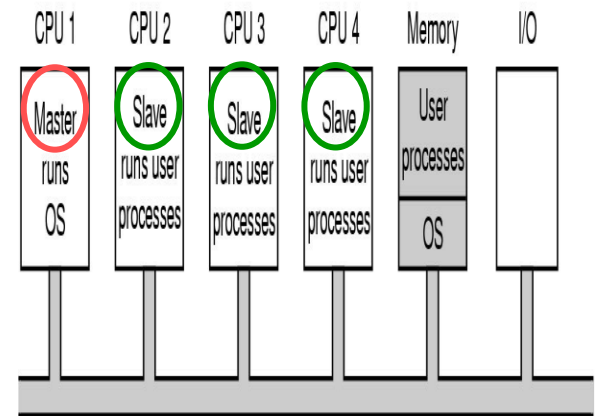 CPU 1 CPU 2 CPU 3 CPU 4 Memory I/O
Master
runs
OS
Slave
runs user
processes
Slave
runs user
processes
Slave
runs user
processes
User
processes
OS